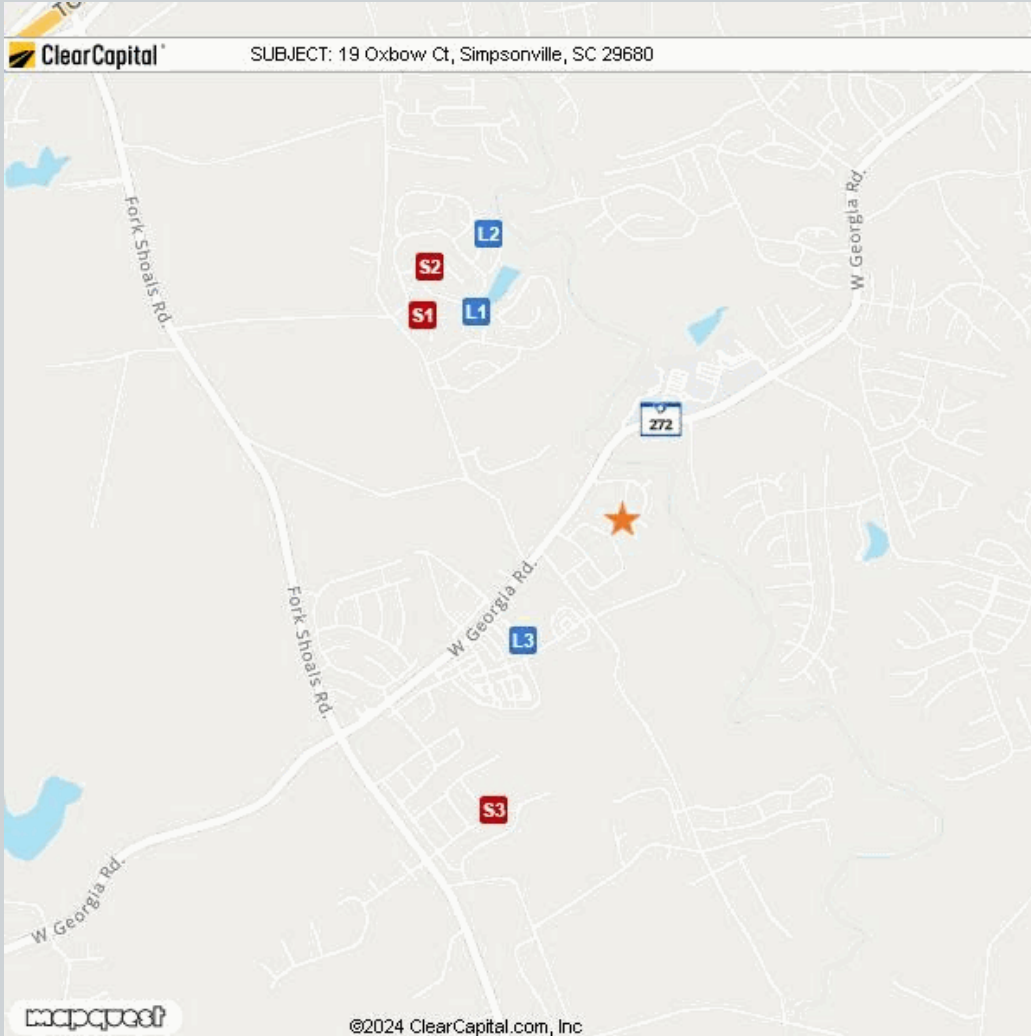 ClearCapital
SUBJECT: 19 Oxbow Ct, Simpsonville, SC 29680
W Georgia Rd.
Fork Shoals Rd.
L2
S2
L1
S1
272
W Georgia Rd.
Fork Shoals Rd.
L3
S3
W Georgia Rd.
mapquest
©2024 ClearCapital.com, Inc